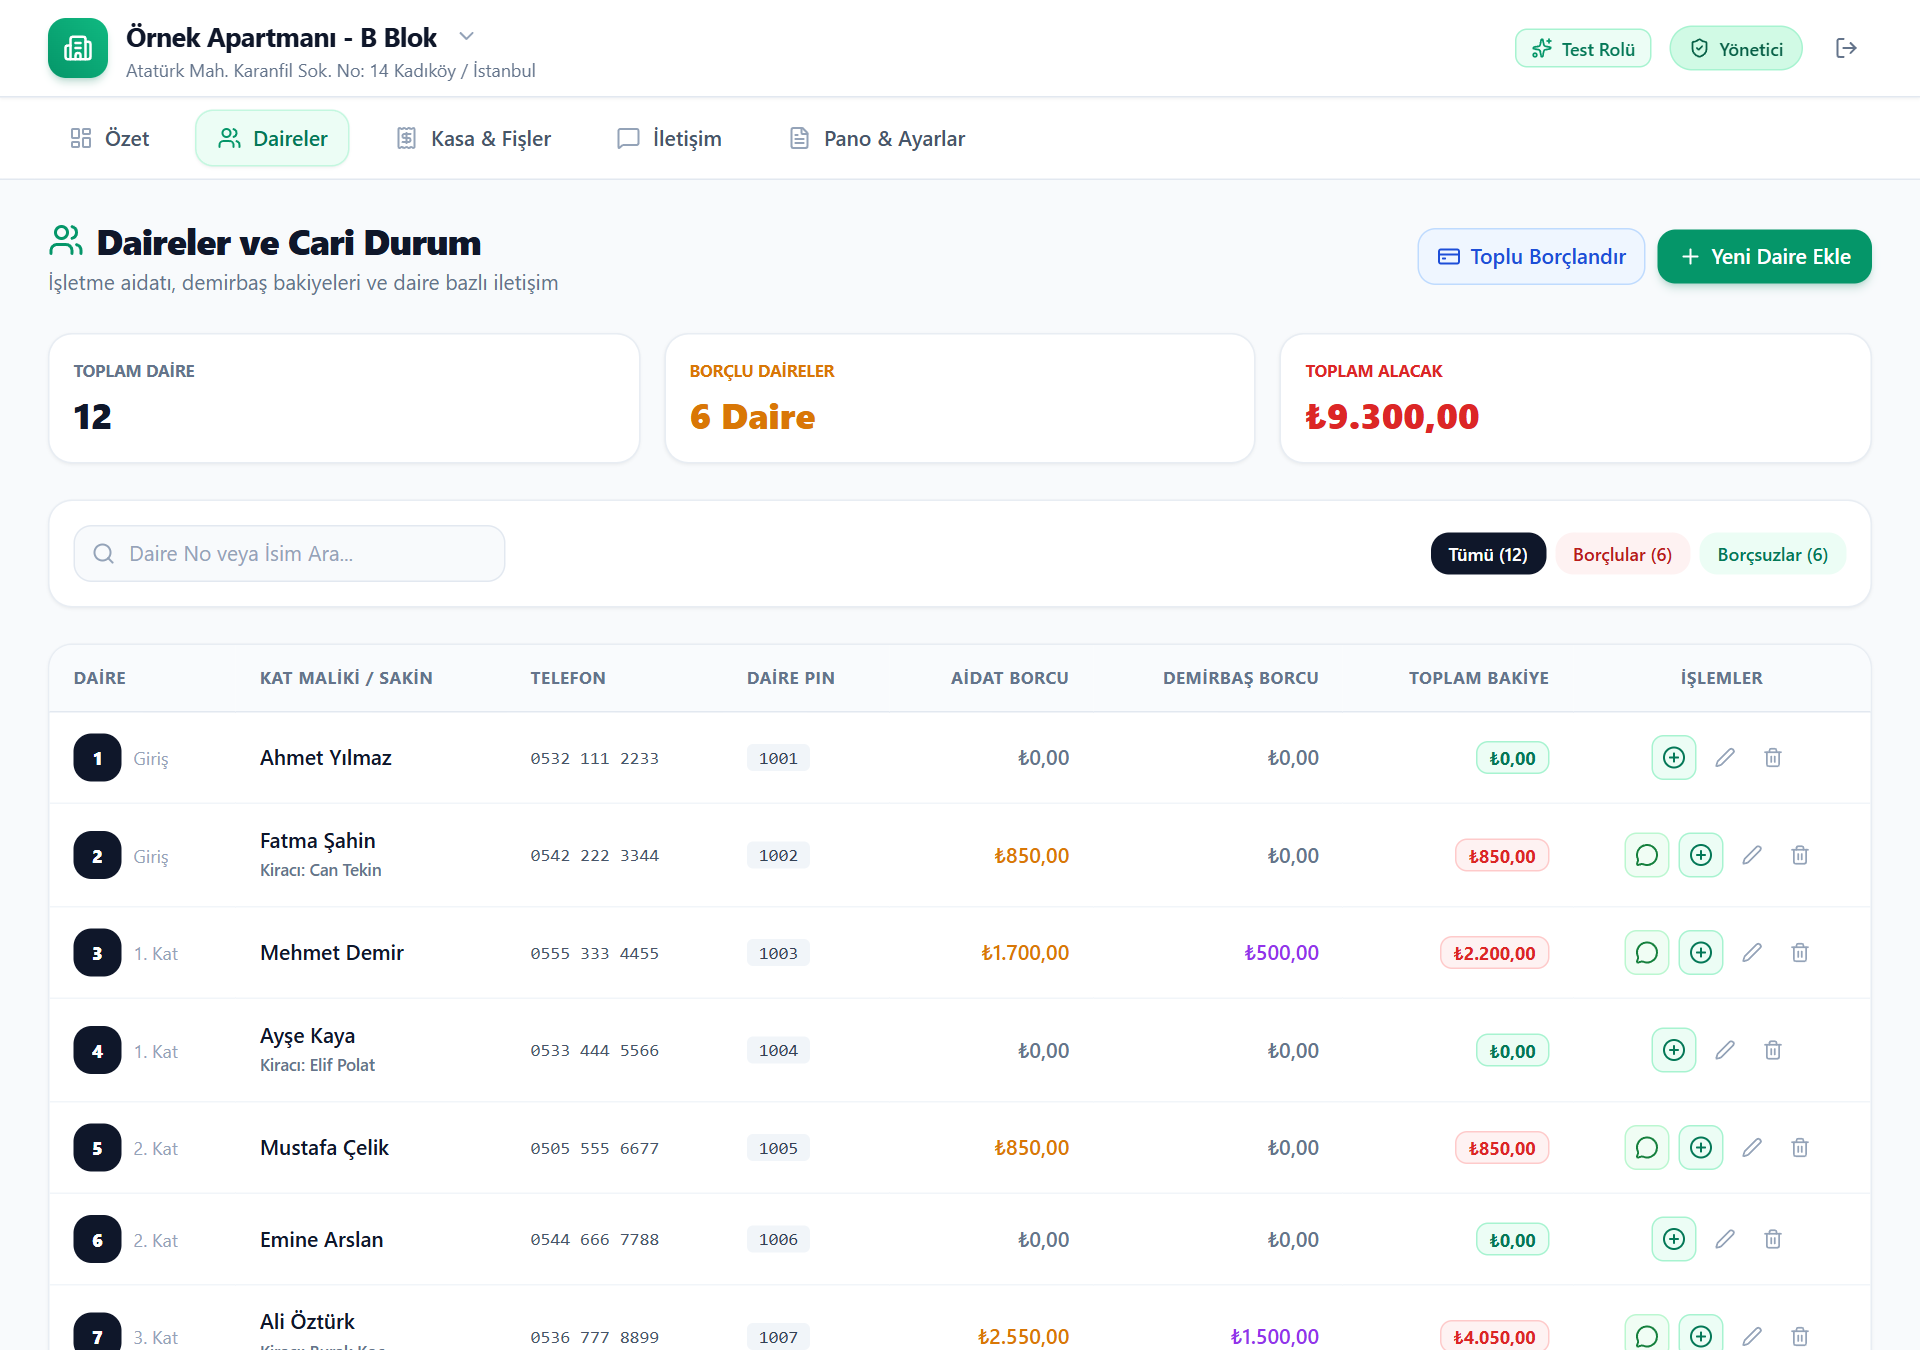 Örnek Apartmanı - B Blok
Atatürk Mah. Karanfil Sok. No: 14 Kadıköy / İstanbul
Test Rolü
Yönetici
Özet
Daireler
Kasa & Fişler
İletişim
Pano & Ayarlar
Daireler ve Cari Durum
İşletme aidatı, demirbaş bakiyeleri ve daire bazlı iletişim
Toplu Borçlandır
Yeni Daire Ekle
TOPLAM DAİRE
12
BORÇLU DAİRELER
6 Daire
TOPLAM ALACAK
₺9.300,00
Daire No veya İsim Ara...
Tümü (12)
Borçlular (6)
Borçsuzlar (6)
DAİRE KAT MALİKİ / SAKİN TELEFON DAİRE PIN AİDAT BORCU DEMİRBAŞ BORCU TOPLAM BAKİYE İŞLEMLER
1 Giriş Ahmet Yılmaz 0532 111 2233 1001 ₺0,00 ₺0,00 ₺0,00
2 Giriş Fatma Şahin 0542 222 3344 1002 ₺850,00 ₺0,00 ₺850,00
Kiracı: Can Tekin
3 1. Kat Mehmet Demir 0555 333 4455 1003 ₺1.700,00 ₺500,00 ₺2.200,00
4 1. Kat Ayşe Kaya 0533 444 5566 1004 ₺0,00 ₺0,00 ₺0,00
Kiracı: Elif Polat
5 2. Kat Mustafa Çelik 0505 555 6677 1005 ₺850,00 ₺0,00 ₺850,00
6 2. Kat Emine Arslan 0544 666 7788 1006 ₺0,00 ₺0,00 ₺0,00
7 3. Kat Ali Öztürk 0536 777 8899 1007 ₺2.550,00 ₺1.500,00 ₺4.050,00